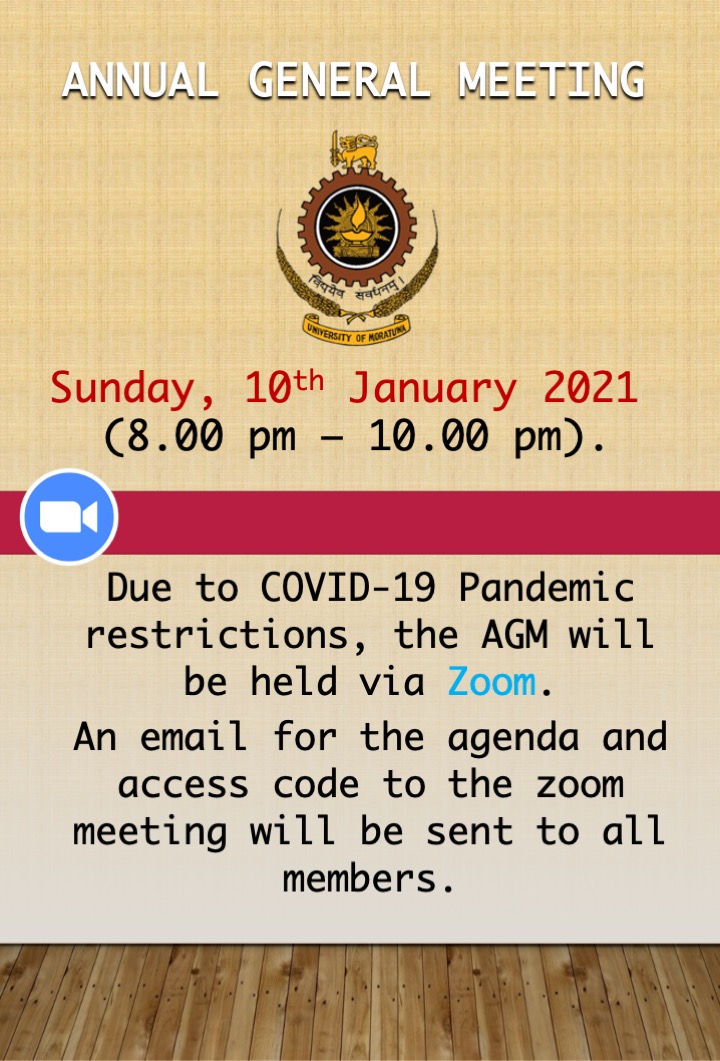 ANNUAL GENERAL MEETING
विद्ययैव सर्वधनम्।
UNIVERSITY OF MORATUWA
Sunday, 10th January 2021
(8.00 pm – 10.00 pm).
Due to COVID-19 Pandemic
restrictions, the AGM will
be held via Zoom.
An email for the agenda and
access code to the zoom
meeting will be sent to all
members.